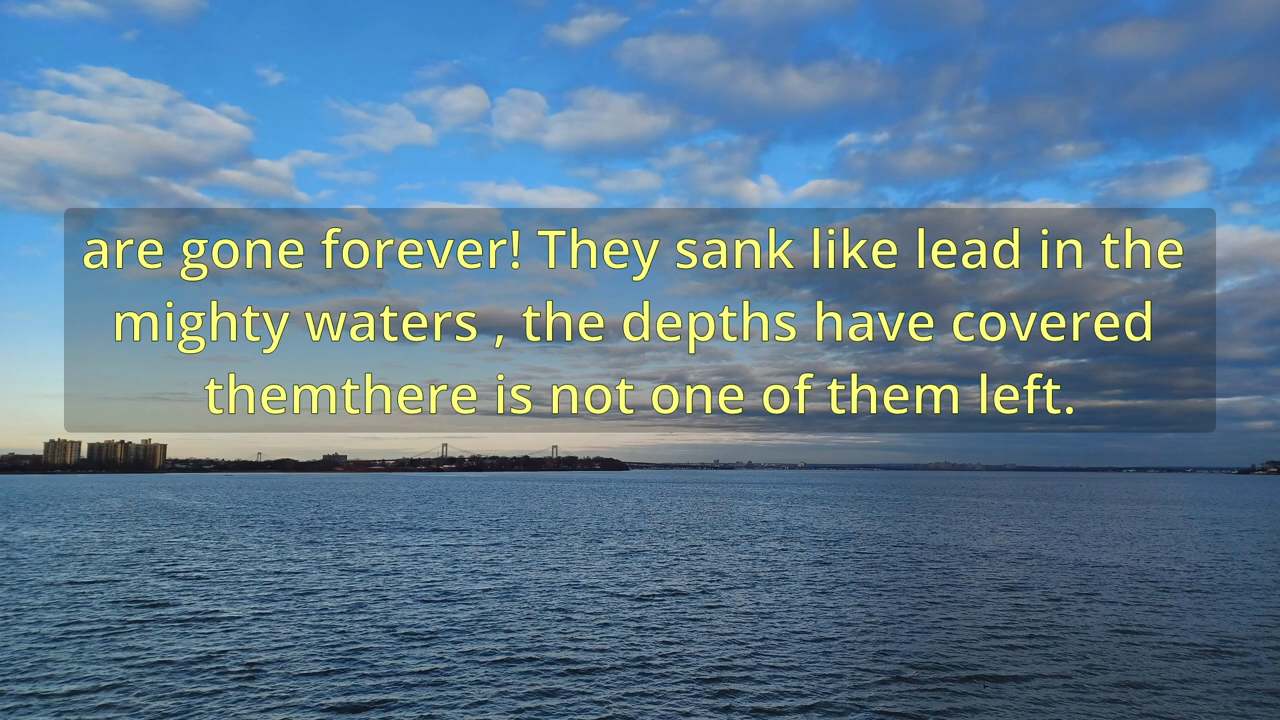 are gone forever! They sank like lead in the
mighty waters , the depths have covered
themthere is not one of them left.